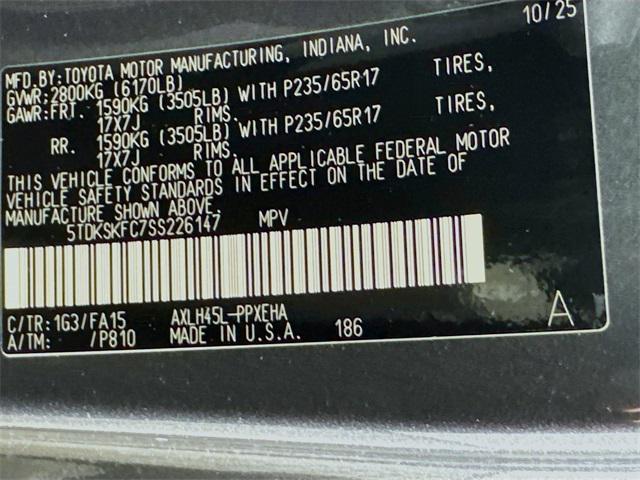 10/25
MFD.BY:TOYOTA MOTOR MANUFACTURING, INDIANA, INC.
GVWR:2800KG (6170LB)
GAWR:FRT. 1590KG (3505LB) WITH P235/65R17 TIRES,
17X7J RIMS.
RR. 1590KG (3505LB) WITH P235/65R17 TIRES,
17X7J RIMS.
THIS VEHICLE CONFORMS TO ALL APPLICABLE FEDERAL MOTOR
VEHICLE SAFETY STANDARDS IN EFFECT ON THE DATE OF
MANUFACTURE SHOWN ABOVE.
5TDKSKFC7SS226147 MPV
C/TR:1G3/FA15 AXLH45L-PPXEHA
A/TM: /P810 MADE IN U.S.A. 186 A